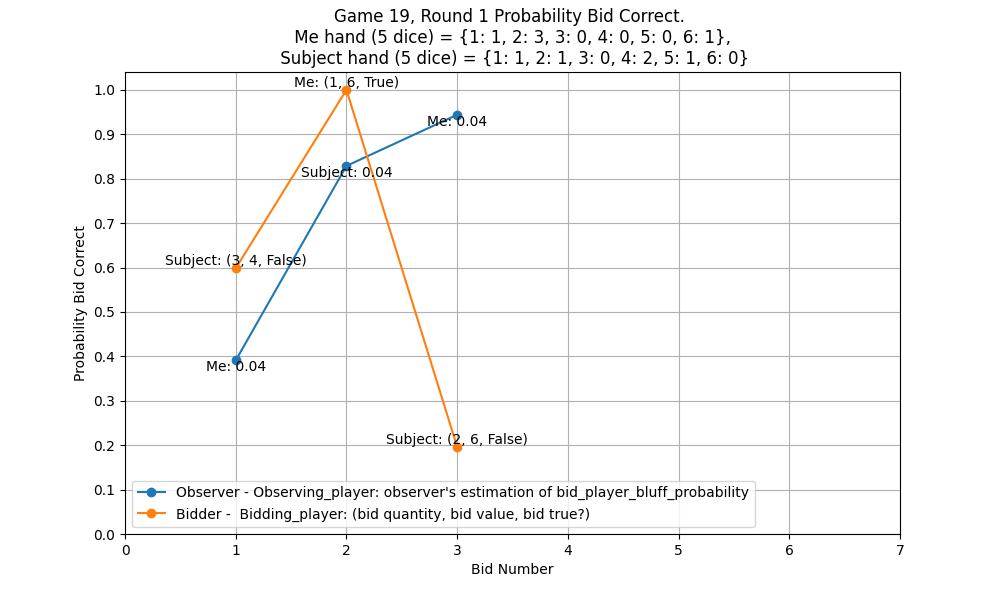 Game 19, Round 1 Probability Bid Correct.
Me hand (5 dice) = {1: 1, 2: 3, 3: 0, 4: 0, 5: 0, 6: 1},
Subject hand (5 dice) = {1: 1, 2: 1, 3: 0, 4: 2, 5: 1, 6: 0}
1.0
0.9
0.8
0.7
0.6
0.5
0.4
0.3
0.2
0.1
0.0
Probability Bid Correct
Me: (1, 6, True)
Me: 0.04
Subject: 0.04
Subject: (3, 4, False)
Me: 0.04
Subject: (2, 6, False)
Observer - Observing_player: observer's estimation of bid_player_bluff_probability
Bidder -  Bidding_player: (bid quantity, bid value, bid true?)
0 1 2 3 4 5 6 7
Bid Number